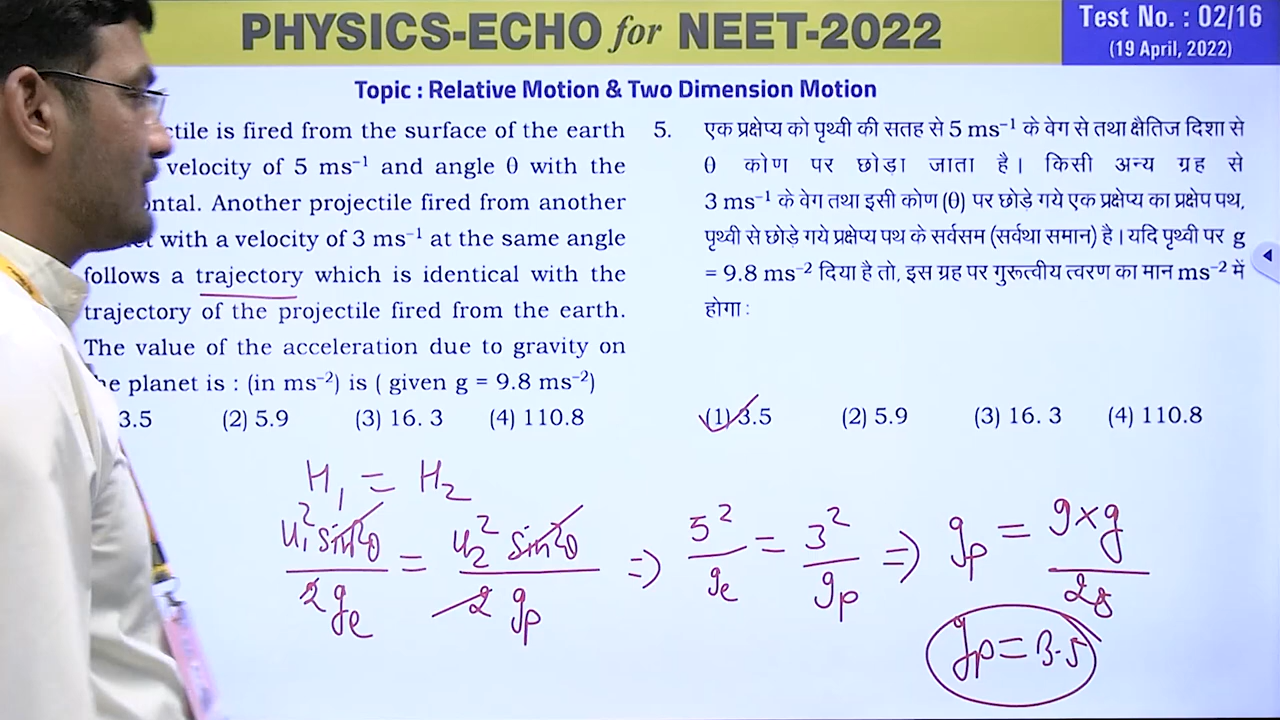 PHYSICS-ECHO for NEET-2022
Test No. : 02/16
(19 April, 2022)
Topic : Relative Motion & Two Dimension Motion
is fired from the surface of the earth
velocity of 5 ms⁻¹ and angle θ with the
Another projectile fired from another
with a velocity of 3 ms⁻¹ at the same angle
follows a trajectory which is identical with the
trajectory of the projectile fired from the earth.
The value of the acceleration due to gravity on
planet is : (in ms⁻²) is ( given g = 9.8 ms⁻²)
3.5 (2) 5.9 (3) 16. 3 (4) 110.8
5. एक प्रक्षेप्य को पृथ्वी की सतह से 5 ms⁻¹ के वेग से तथा क्षैतिज दिशा से
θ कोण पर छोड़ा जाता है। किसी अन्य ग्रह से
3 ms⁻¹ के वेग तथा इसी कोण (θ) पर छोड़े गये एक प्रक्षेप्य का प्रक्षेप पथ,
पृथ्वी से छोड़े गये प्रक्षेप्य पथ के सर्वसम (सर्वथा समान) है। यदि पृथ्वी पर g
= 9.8 ms⁻² दिया है तो, इस ग्रह पर गुरूत्वीय त्वरण का मान ms⁻² में
होगा :
(1) 3.5 (2) 5.9 (3) 16. 3 (4) 110.8
H₁ = H₂
u₁² sin²θ / 2 gₑ = u₂² sin²θ / 2 gₚ ⇒ 5² / gₑ = 3² / gₚ ⇒ gₚ = 9×g / 25
gₚ = 3.5